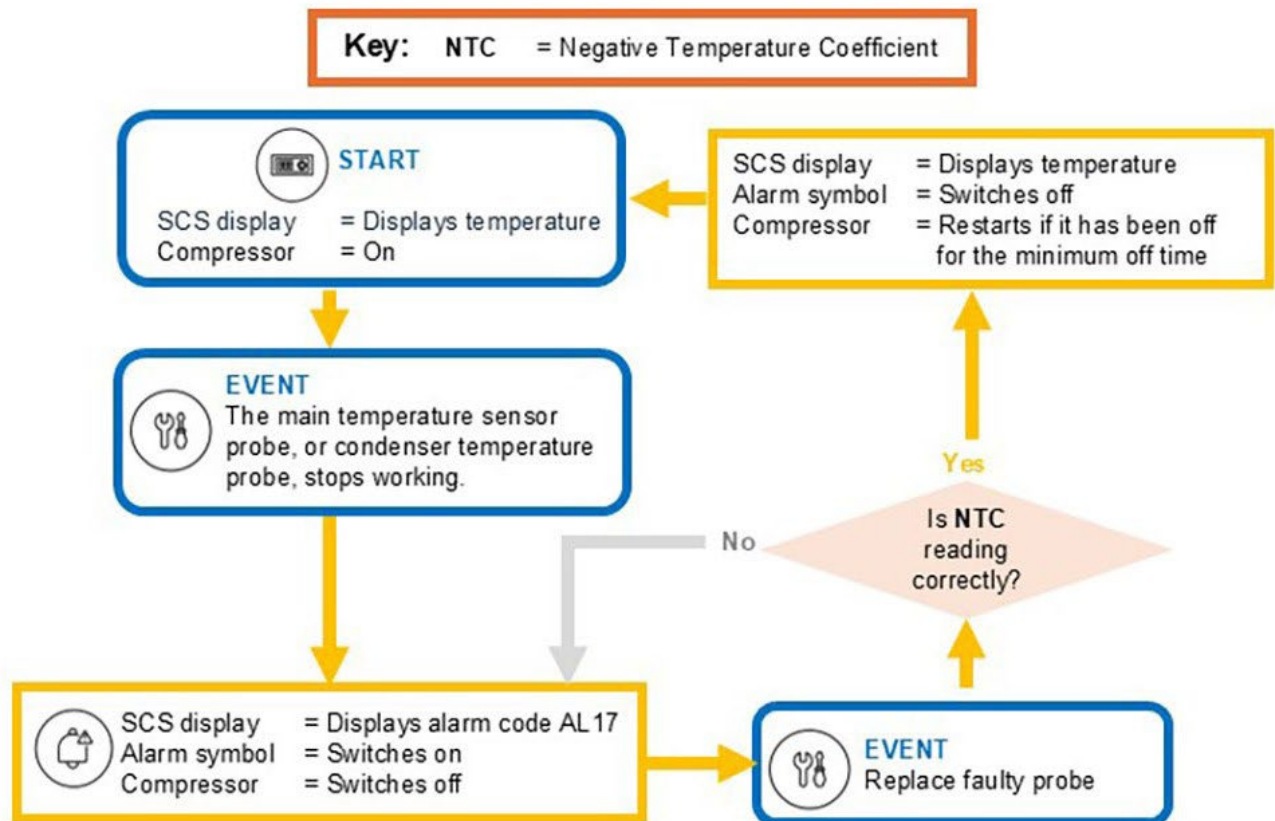 Key: NTC = Negative Temperature Coefficient
START
SCS display = Displays temperature
Compressor = On
EVENT
The main temperature sensor
probe, or condenser temperature
probe, stops working.
SCS display = Displays alarm code AL17
Alarm symbol = Switches on
Compressor = Switches off
EVENT
Replace faulty probe
Is NTC
reading
correctly?
No
Yes
SCS display = Displays temperature
Alarm symbol = Switches off
Compressor = Restarts if it has been off
for the minimum off time